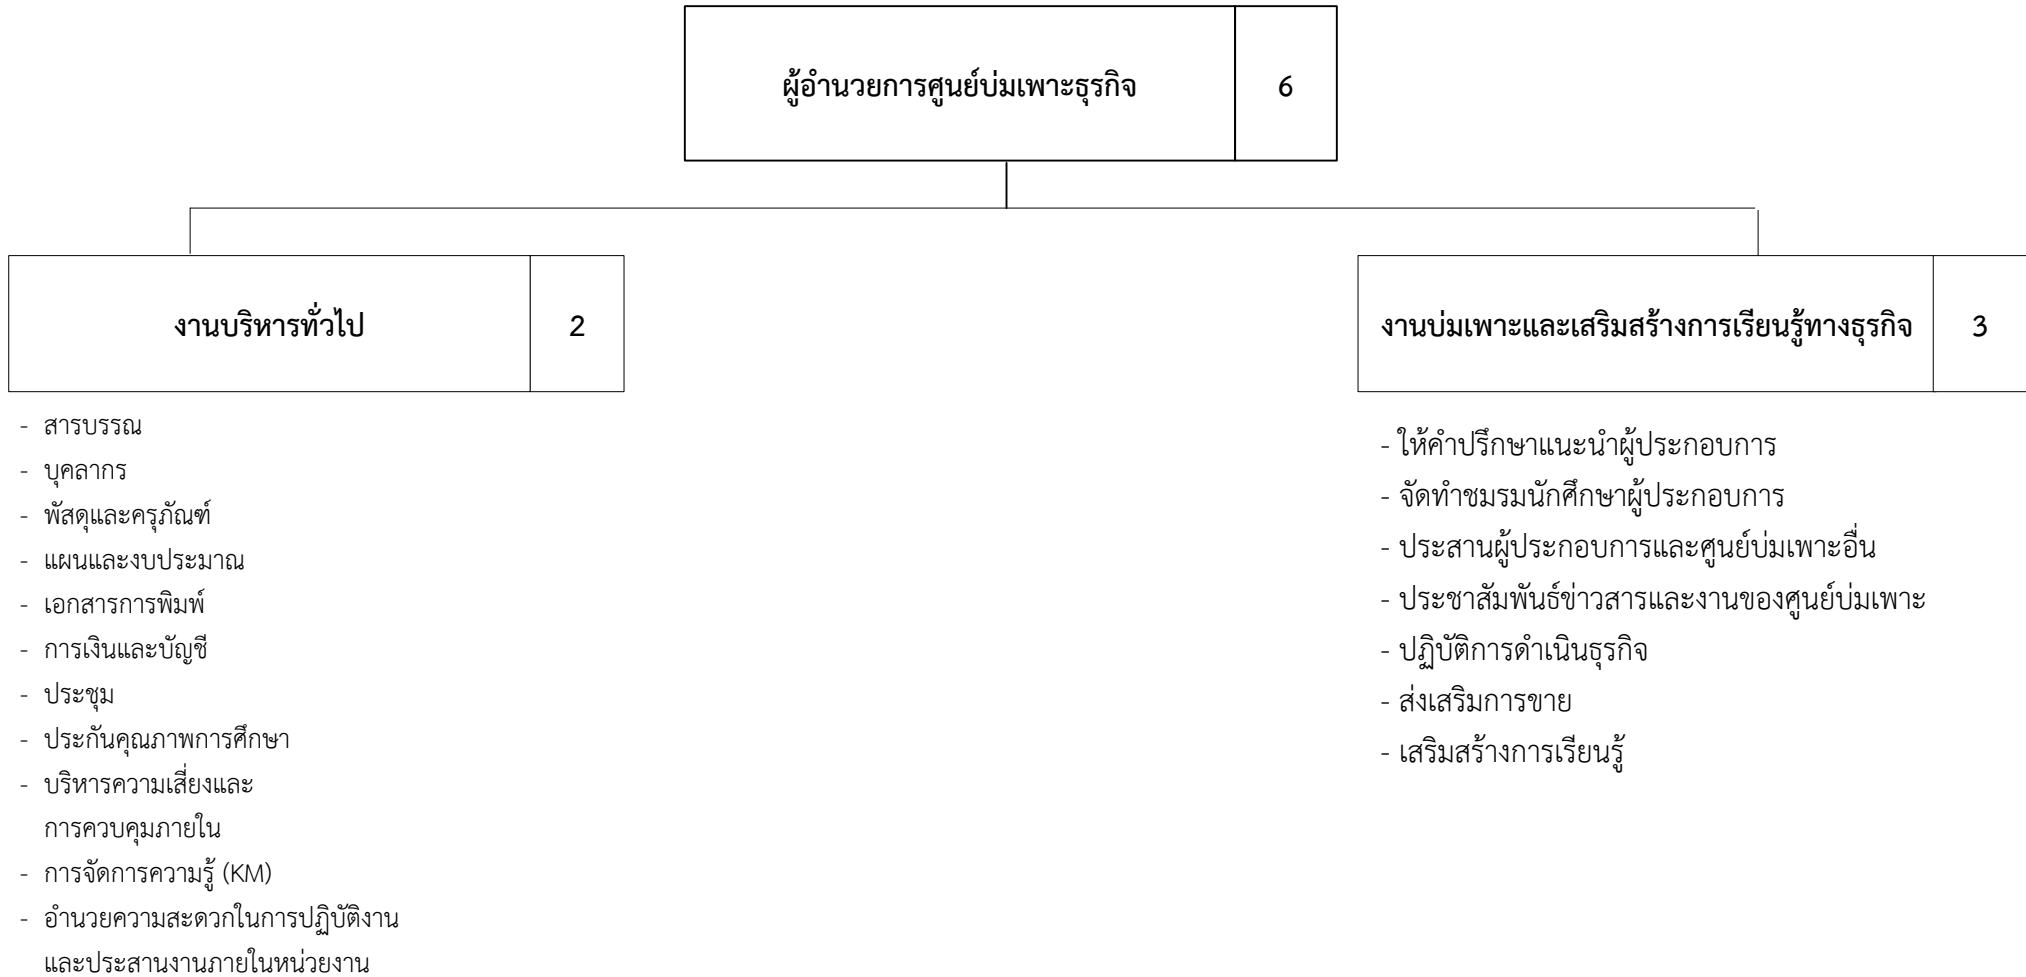 ผู้อำนวยการศูนย์บ่มเพาะธุรกิจ 6
งานบริหารทั่วไป 2
- สารบรรณ
- บุคลากร
- พัสดุและครุภัณฑ์
- แผนและงบประมาณ
- เอกสารการพิมพ์
- การเงินและบัญชี
- ประชุม
- ประกันคุณภาพการศึกษา
- บริหารความเสี่ยงและ
การควบคุมภายใน
- การจัดการความรู้ (KM)
- อำนวยความสะดวกในการปฏิบัติงาน
และประสานงานภายในหน่วยงาน
งานบ่มเพาะและเสริมสร้างการเรียนรู้ทางธุรกิจ 3
- ให้คำปรึกษาแนะนำผู้ประกอบการ
- จัดทำชมรมนักศึกษาผู้ประกอบการ
- ประสานผู้ประกอบการและศูนย์บ่มเพาะอื่น
- ประชาสัมพันธ์ข่าวสารและงานของศูนย์บ่มเพาะ
- ปฏิบัติการดำเนินธุรกิจ
- ส่งเสริมการขาย
- เสริมสร้างการเรียนรู้